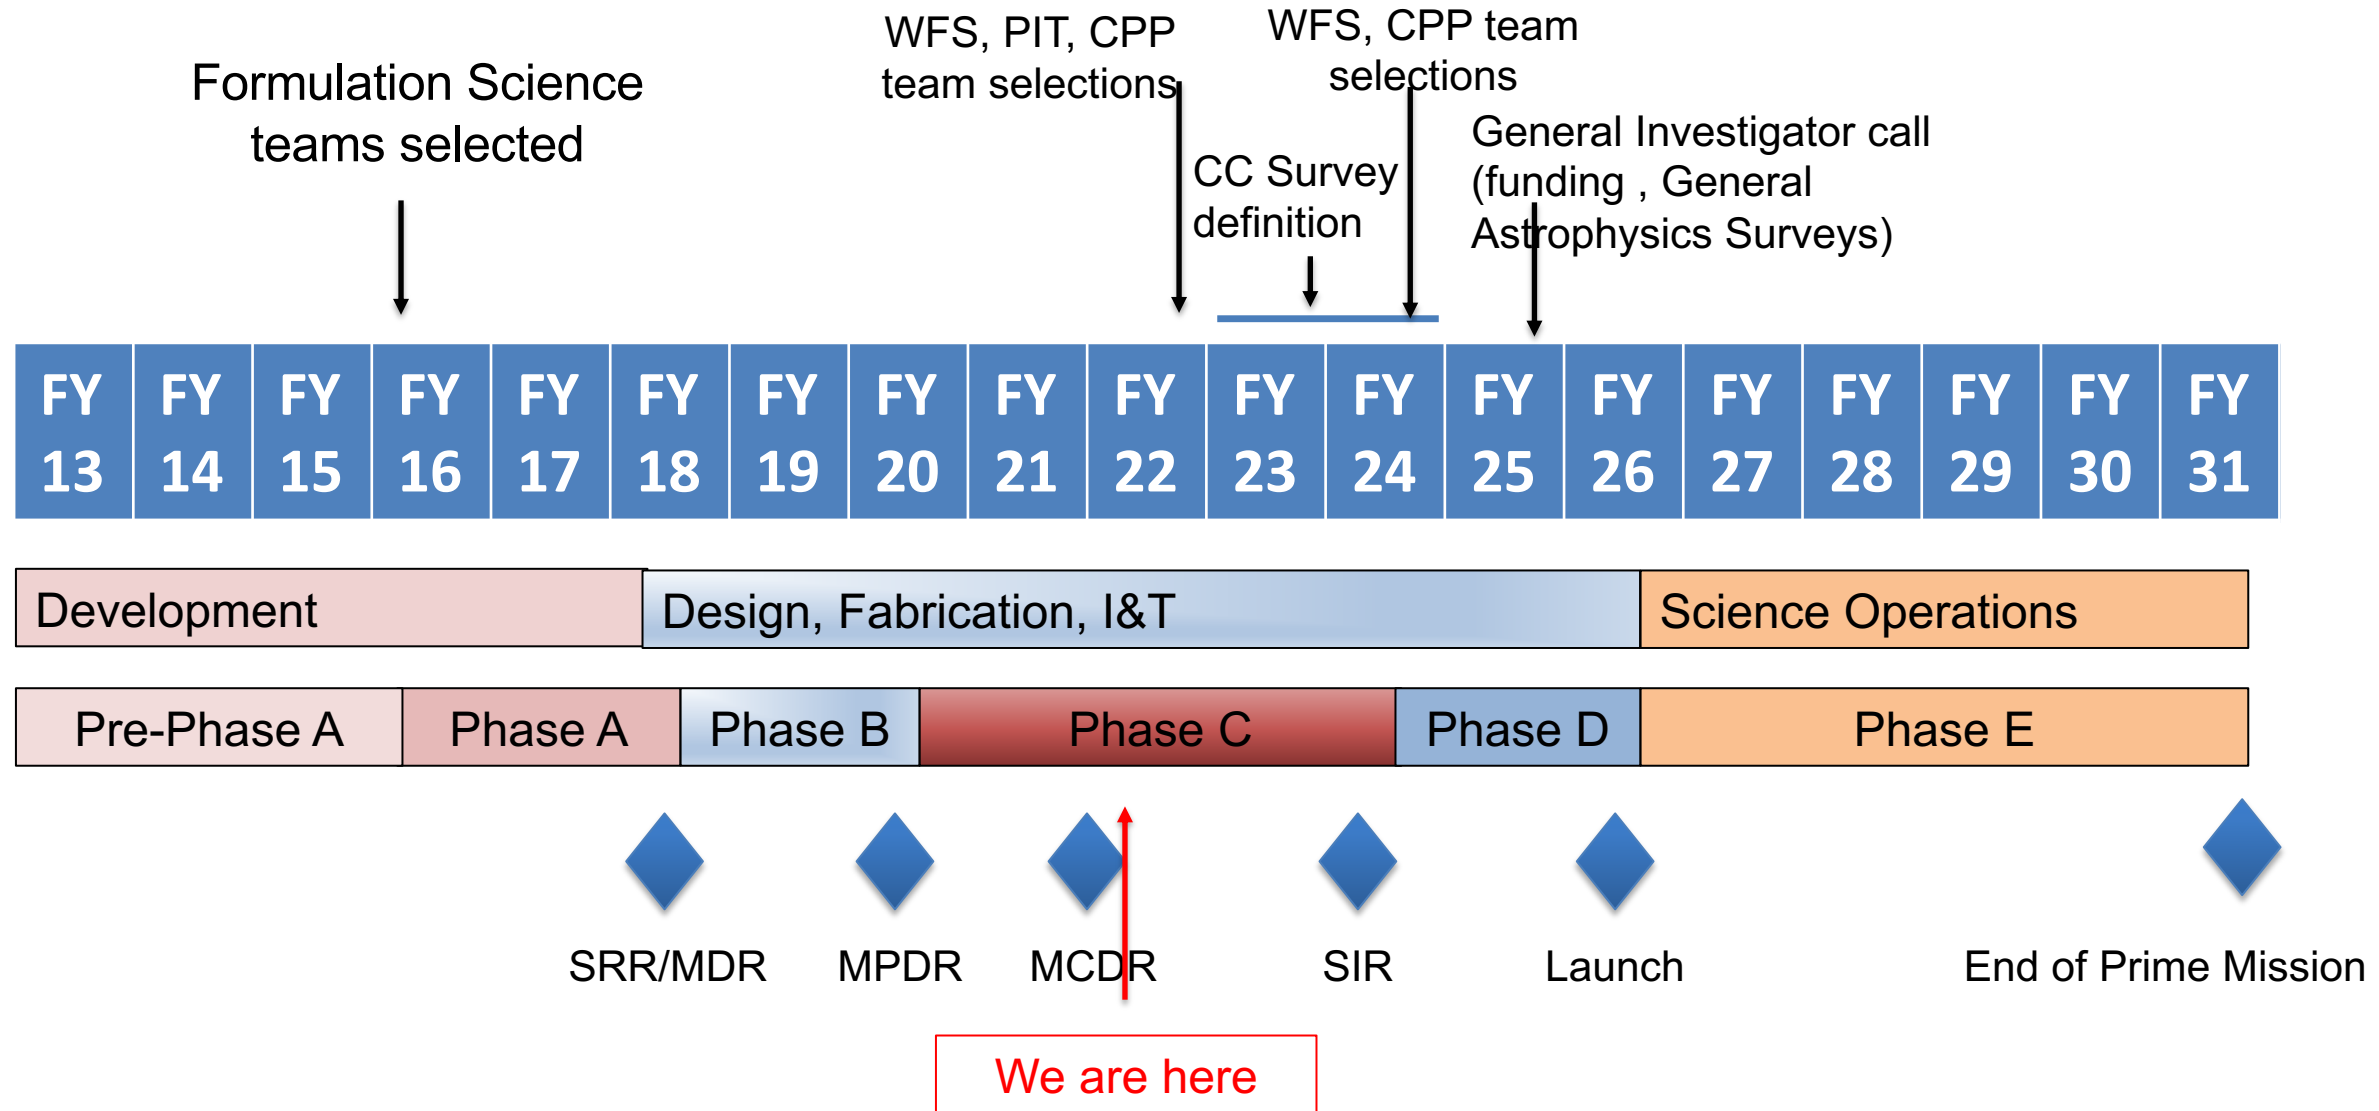 WFS, PIT, CPP
team selections
WFS, CPP team
selections
Formulation Science
teams selected
CC Survey
definition
General Investigator call
(funding , General
Astrophysics Surveys)
FY 13
FY 14
FY 15
FY 16
FY 17
FY 18
FY 19
FY 20
FY 21
FY 22
FY 23
FY 24
FY 25
FY 26
FY 27
FY 28
FY 29
FY 30
FY 31
Development
Design, Fabrication, I&T
Science Operations
Pre-Phase A
Phase A
Phase B
Phase C
Phase D
Phase E
SRR/MDR
MPDR
MCDR
SIR
Launch
End of Prime Mission
We are here